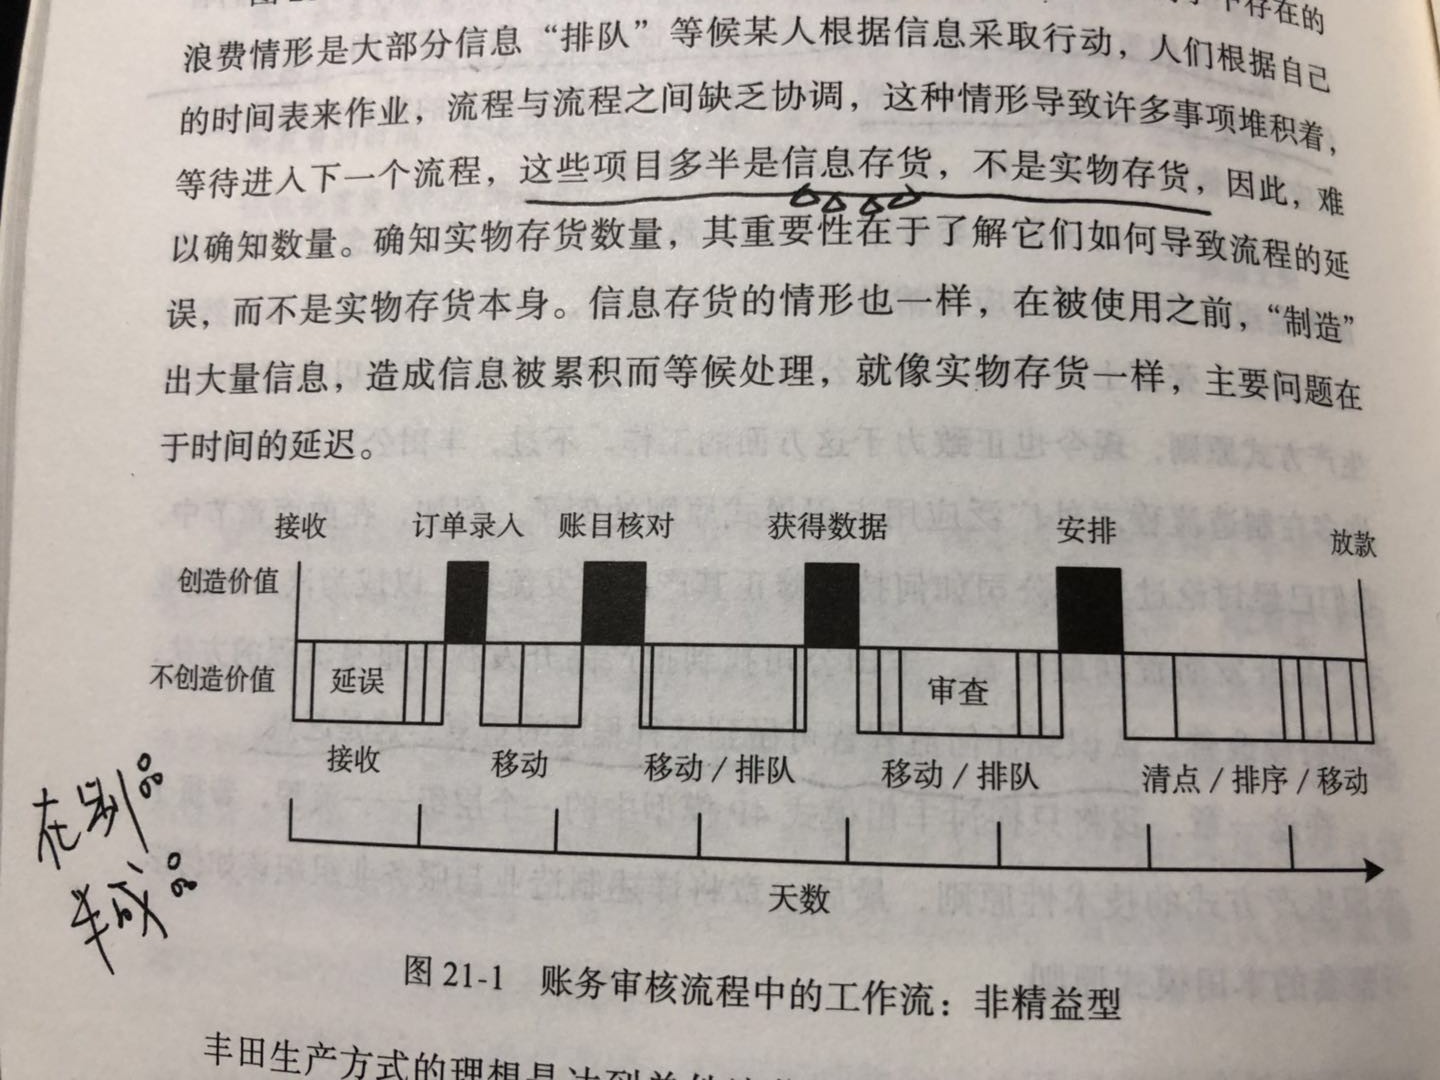 存在的
浪费情形是大部分信息“排队”等候某人根据信息采取行动，人们根据自己
的时间表来作业，流程与流程之间缺乏协调，这种情形导致许多事项堆积着，
等待进入下一个流程，这些项目多半是信息存货，不是实物存货，因此，难
以确知数量。确知实物存货数量，其重要性在于了解它们如何导致流程的延
误，而不是实物存货本身。信息存货的情形也一样，在被使用之前，“制造”
出大量信息，造成信息被累积而等候处理，就像实物存货一样，主要问题在
于时间的延迟。
接收 订单录入 账目核对 获得数据 安排 放款
创造价值
不创造价值 延误 审查
接收 移动 移动/排队 移动/排队 清点/排序/移动
在制
半成
天数
图 21-1 账务审核流程中的工作流：非精益型
丰田生产方式的理想是达到单件